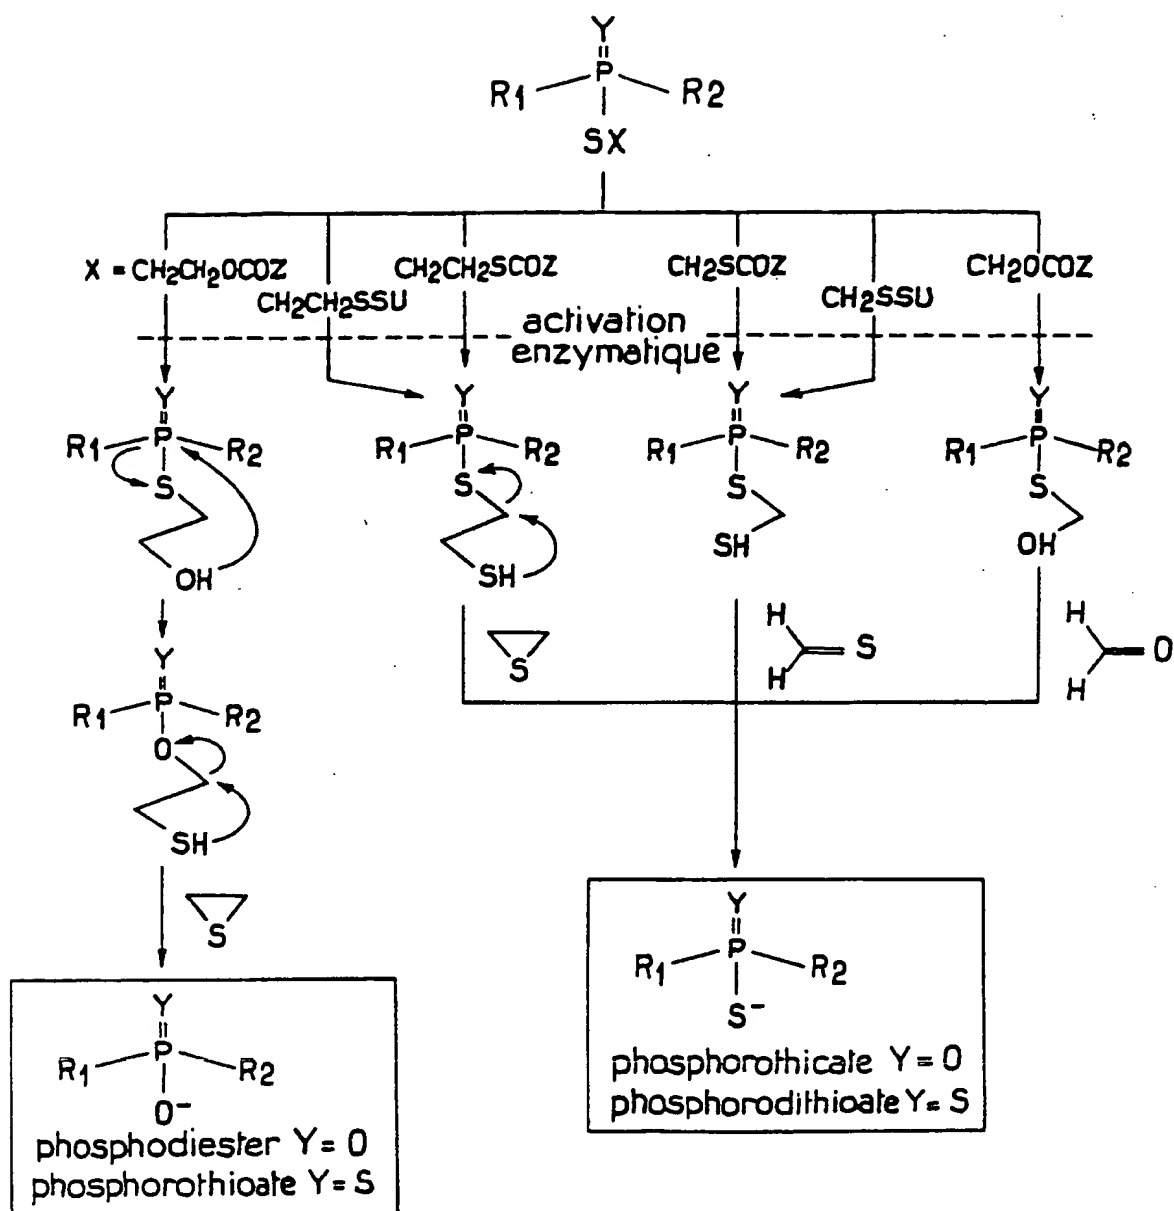 Y
P
R1 R2
SX
X = CH2CH2OCOZ CH2CH2SCOZ CH2SCOZ CH2OCOZ
CH2CH2SSU CH2SSU
activation
enzymatique
Y Y Y Y
R1 P R2 R1 P R2 R1 P R2 R1 P R2
S S S S
SH OH
OH SH
Y
H S H O
S
H H
R1 P R2
O
SH
S
Y
P
R1 R2
S-
phosphorothicate Y=O
phosphorodithioate Y=S
Y
P
R1 R2
O-
phosphodiester Y=O
phosphorothioate Y=S